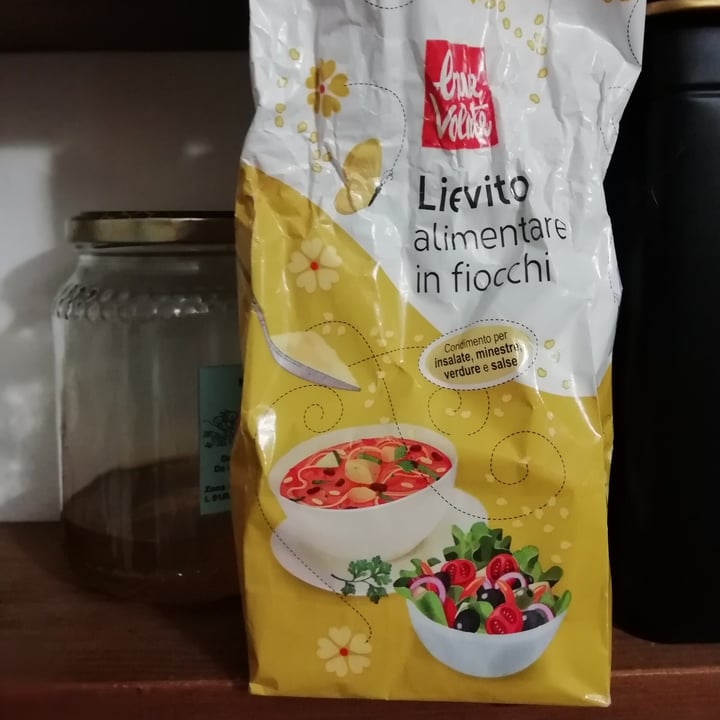 baule
volante
Lievito
alimentare
in fiocchi
Condimento per
insalate, minestre,
verdure e salse